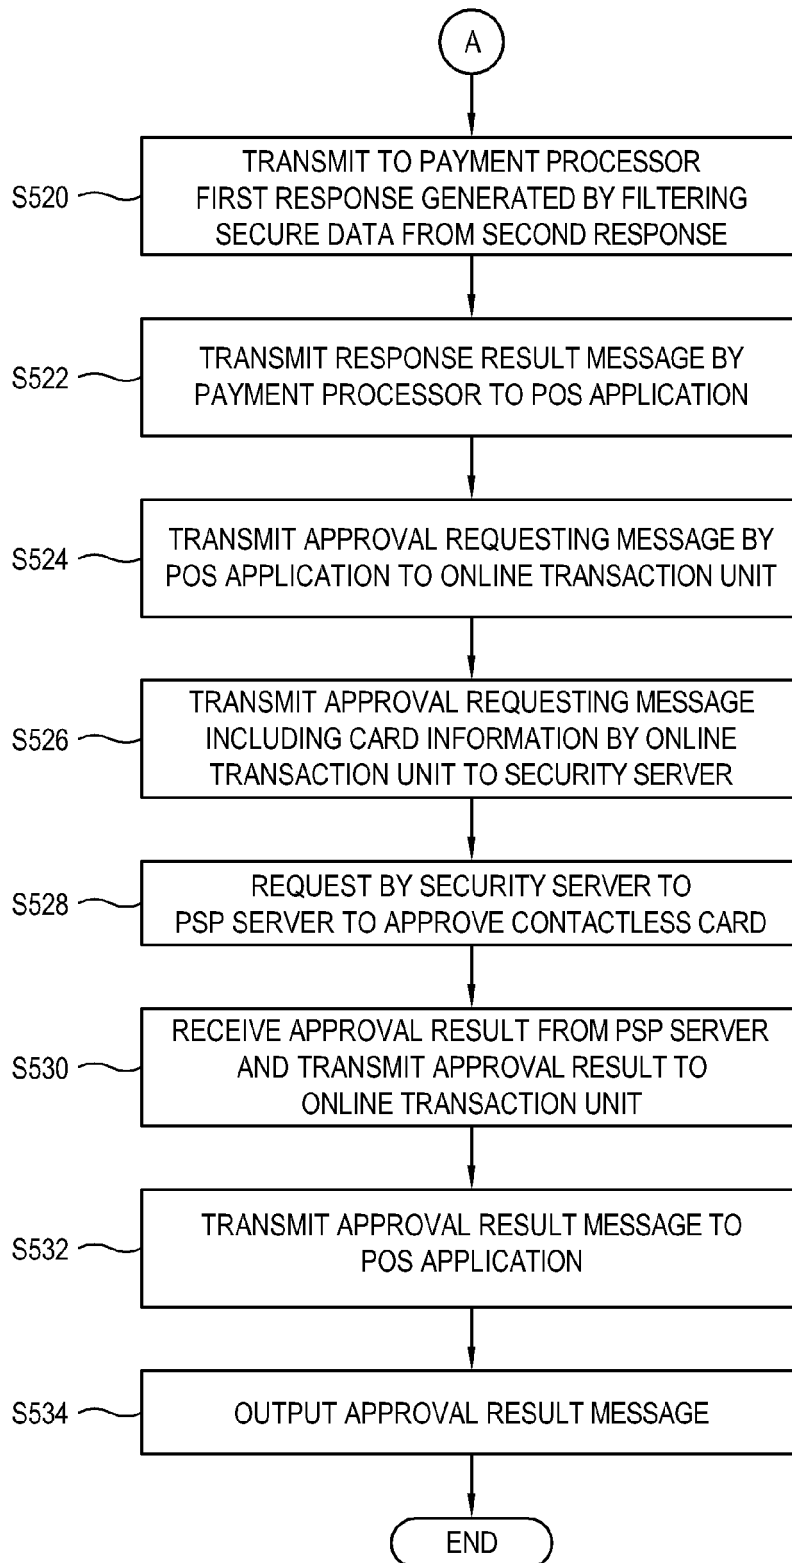 A
S520
TRANSMIT TO PAYMENT PROCESSOR
FIRST RESPONSE GENERATED BY FILTERING
SECURE DATA FROM SECOND RESPONSE
S522
TRANSMIT RESPONSE RESULT MESSAGE BY
PAYMENT PROCESSOR TO POS APPLICATION
S524
TRANSMIT APPROVAL REQUESTING MESSAGE BY
POS APPLICATION TO ONLINE TRANSACTION UNIT
S526
TRANSMIT APPROVAL REQUESTING MESSAGE
INCLUDING CARD INFORMATION BY ONLINE
TRANSACTION UNIT TO SECURITY SERVER
S528
REQUEST BY SECURITY SERVER TO
PSP SERVER TO APPROVE CONTACTLESS CARD
S530
RECEIVE APPROVAL RESULT FROM PSP SERVER
AND TRANSMIT APPROVAL RESULT TO
ONLINE TRANSACTION UNIT
S532
TRANSMIT APPROVAL RESULT MESSAGE TO
POS APPLICATION
S534
OUTPUT APPROVAL RESULT MESSAGE
END